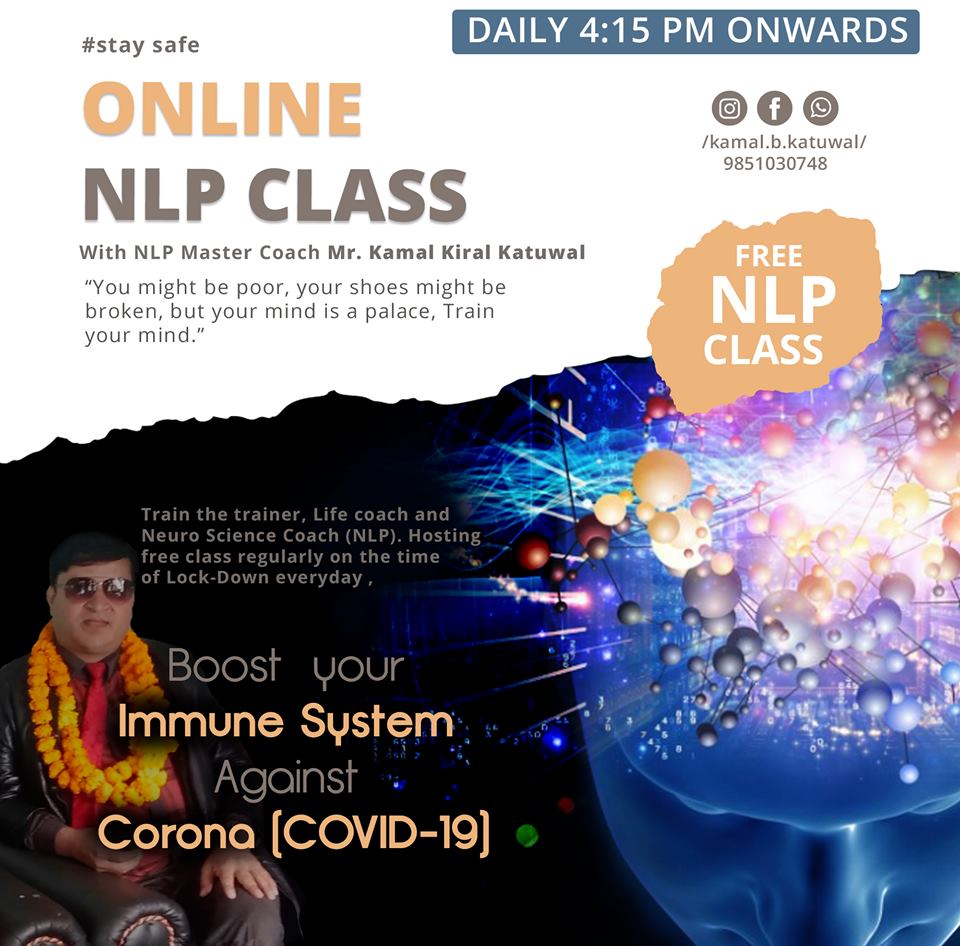 #stay safe
DAILY 4:15 PM ONWARDS
ONLINE
NLP CLASS
/kamal.b.katuwal/
9851030748
With NLP Master Coach Mr. Kamal Kiral Katuwal
“You might be poor, your shoes might be
broken, but your mind is a palace, Train
your mind.”
FREE
NLP
CLASS
Train the trainer, Life coach and
Neuro Science Coach (NLP). Hosting
free class regularly on the time
of Lock-Down everyday ,
Boost your
Immune System
Against
Corona (COVID-19)